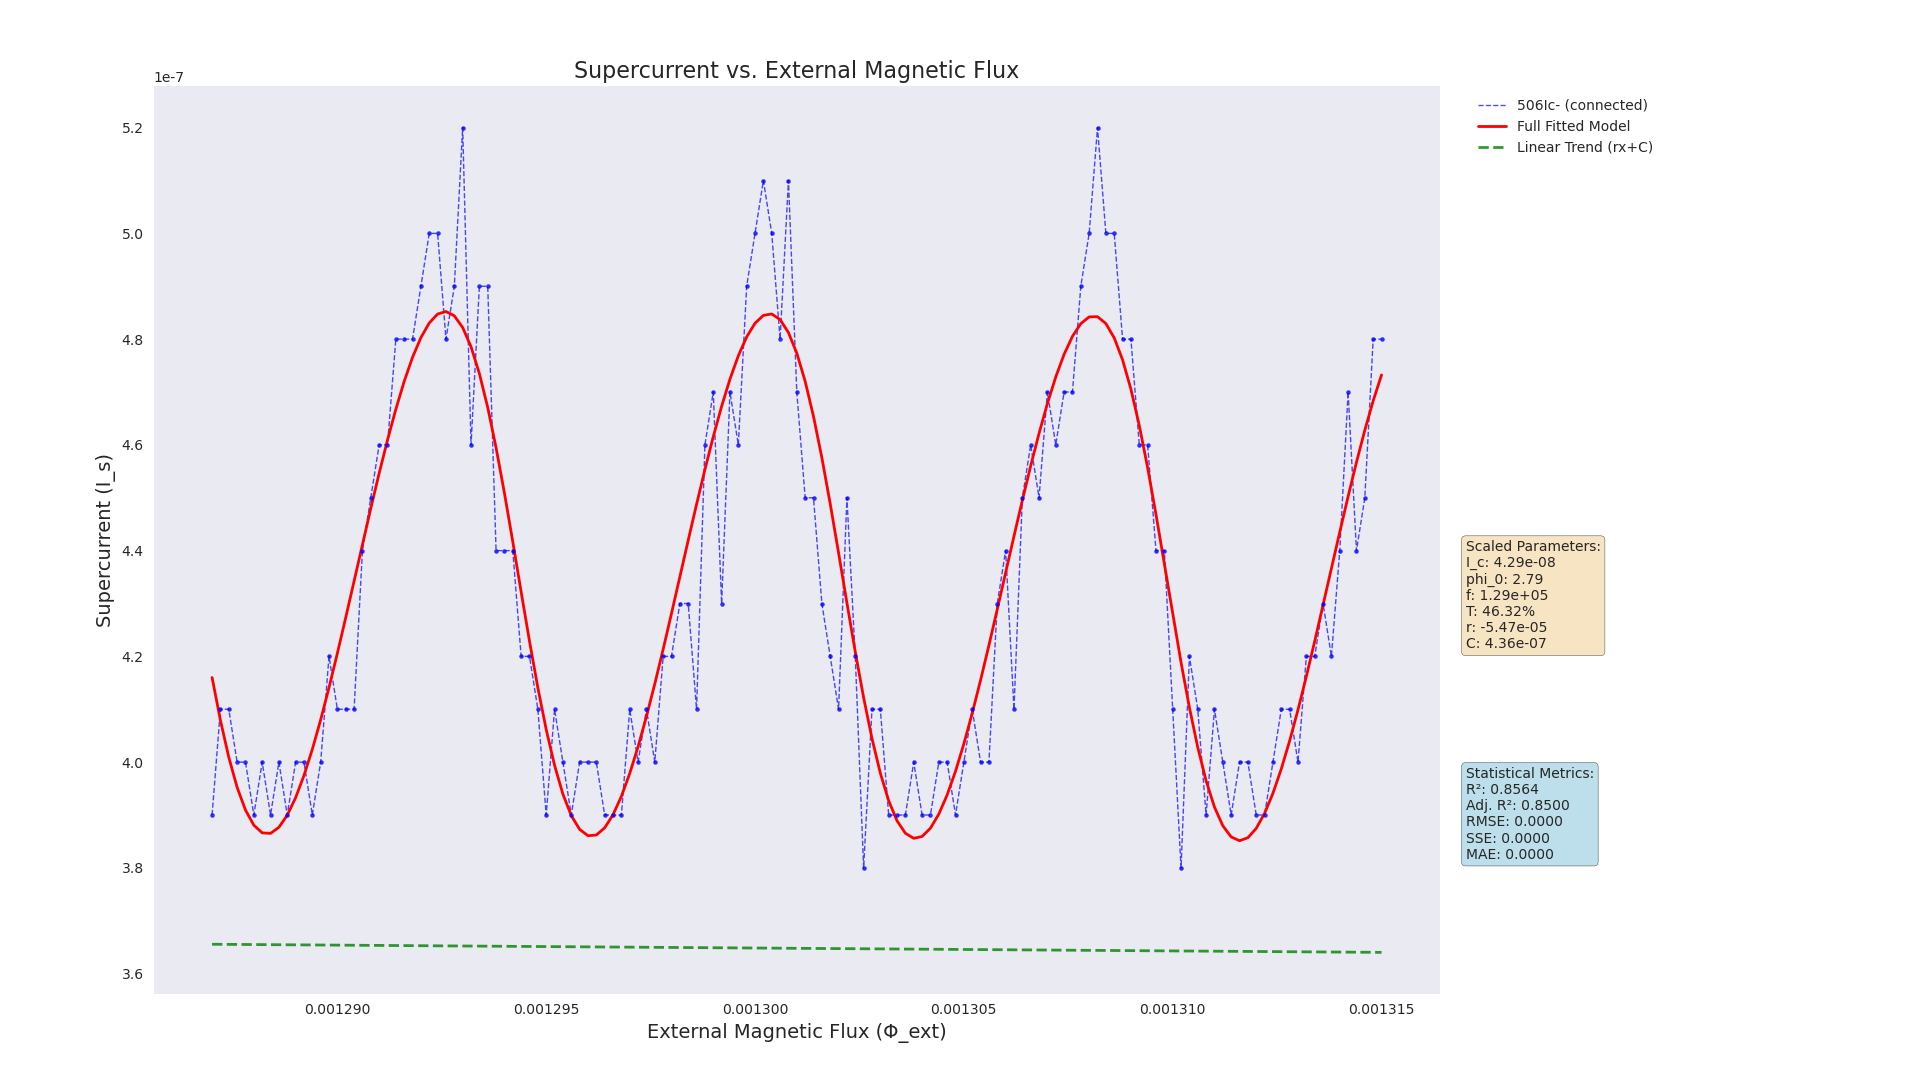 Supercurrent vs. External Magnetic Flux
1e-7
5.2
5.0
4.8
4.6
4.4
4.2
4.0
3.8
3.6
Supercurrent (I_s)
0.001290
0.001295
0.001300
0.001305
0.001310
0.001315
External Magnetic Flux (Φ_ext)
506Ic- (connected)
Full Fitted Model
Linear Trend (rx+C)
Scaled Parameters:
I_c: 4.29e-08
phi_0: 2.79
f: 1.29e+05
T: 46.32%
r: -5.47e-05
C: 4.36e-07
Statistical Metrics:
R²: 0.8564
Adj. R²: 0.8500
RMSE: 0.0000
SSE: 0.0000
MAE: 0.0000